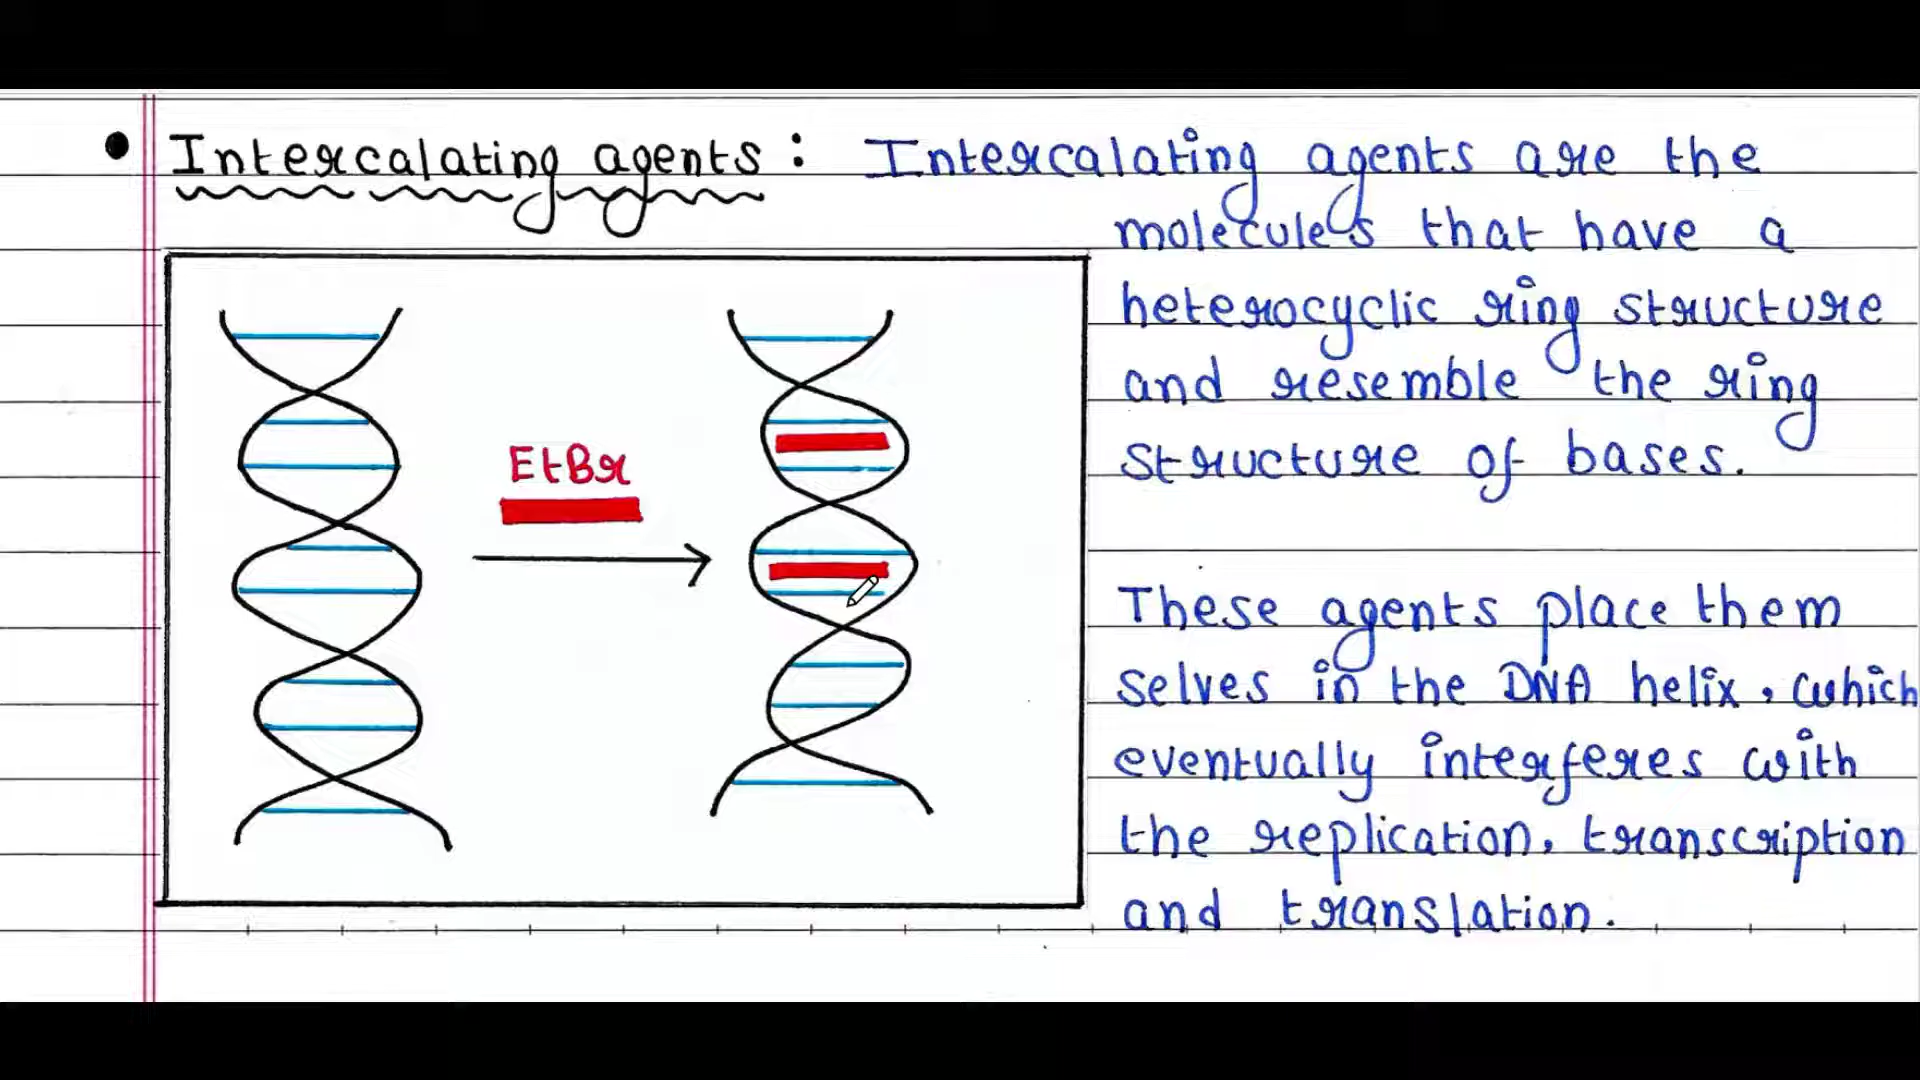 • Intercalating agents : Intercalating agents are the
molecules that have a
heterocyclic ring structure
and resemble the ring
structure of bases.
EtBr
These agents place them
selves in the DNA helix, which
eventually interferes with
the replication, transcription
and translation.